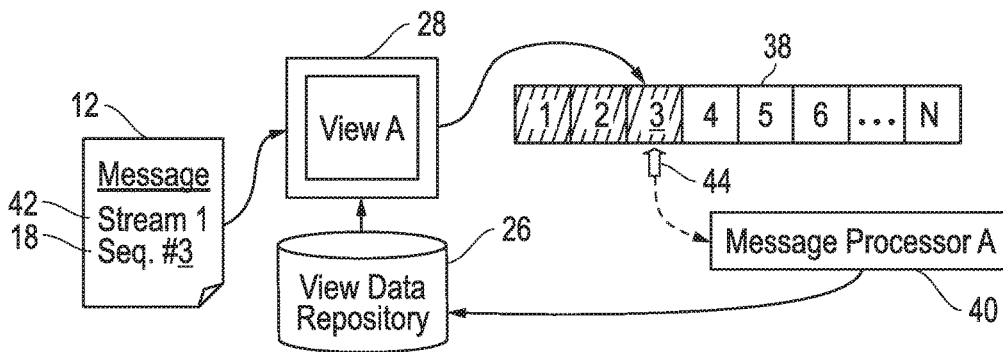 28
38
12
View A
1 2 3 4 5 6 ... N
Message
44
42
Stream 1
18
Seq. #3
26
Message Processor A
View Data
Repository
40